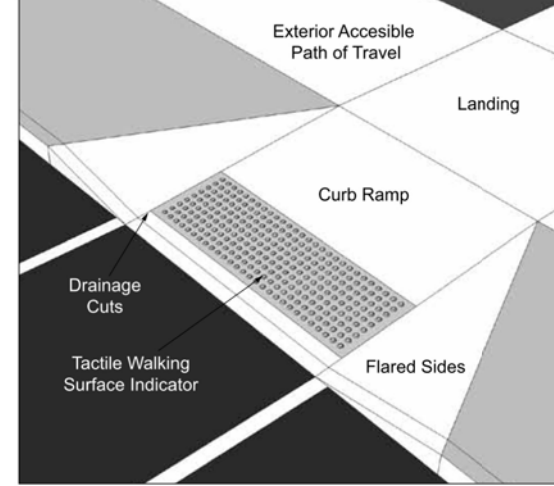 Exterior Accesible
Path of Travel
Landing
Curb Ramp
Drainage
Cuts
Tactile Walking
Surface Indicator
Flared Sides